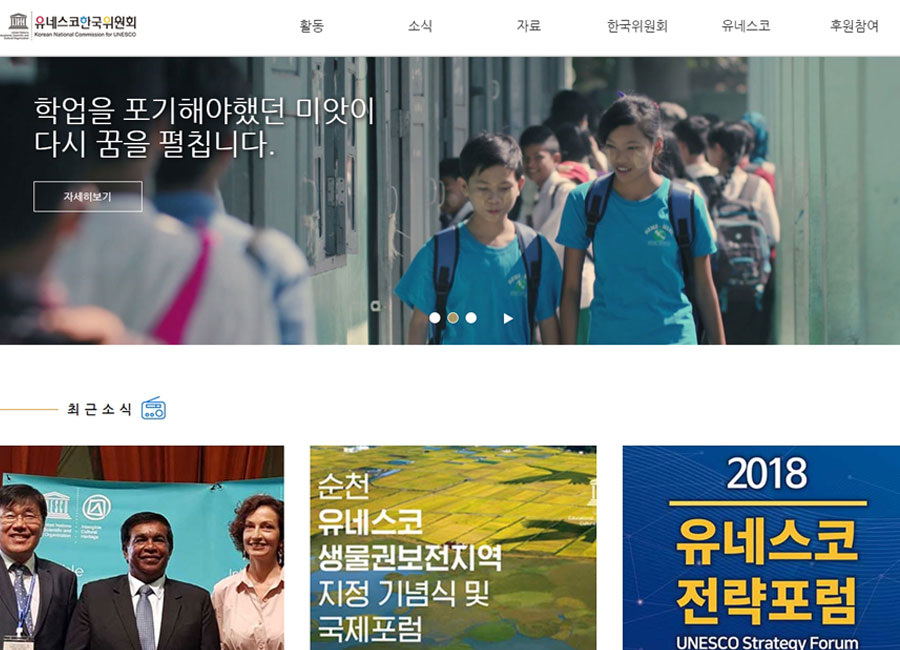 유네스코한국위원회
Korean National Commission for UNESCO
활동 소식 자료 한국위원회 유네스코 후원참여
학업을 포기해야했던 미앗이
다시 꿈을 펼칩니다.
자세히보기
최근소식
Intangible
Cultural
Heritage
순천
유네스코
생물권보전지역
지정 기념식 및
국제포럼
2018
유네스코
전략포럼
UNESCO Strategy Forum